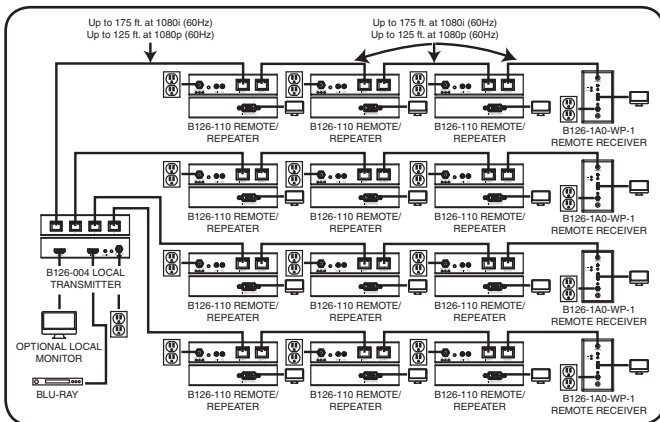 Up to 175 ft. at 1080i (60Hz)
Up to 125 ft. at 1080p (60Hz)
Up to 175 ft. at 1080i (60Hz)
Up to 125 ft. at 1080p (60Hz)
B126-110 REMOTE/
REPEATER
B126-110 REMOTE/
REPEATER
B126-110 REMOTE/
REPEATER
B126-1A0-WP-1
REMOTE RECEIVER
B126-110 REMOTE/
REPEATER
B126-110 REMOTE/
REPEATER
B126-110 REMOTE/
REPEATER
B126-1A0-WP-1
REMOTE RECEIVER
B126-004 LOCAL
TRANSMITTER
B126-110 REMOTE/
REPEATER
B126-110 REMOTE/
REPEATER
B126-110 REMOTE/
REPEATER
B126-1A0-WP-1
REMOTE RECEIVER
OPTIONAL LOCAL
MONITOR
BLU-RAY
B126-110 REMOTE/
REPEATER
B126-110 REMOTE/
REPEATER
B126-110 REMOTE/
REPEATER
B126-1A0-WP-1
REMOTE RECEIVER